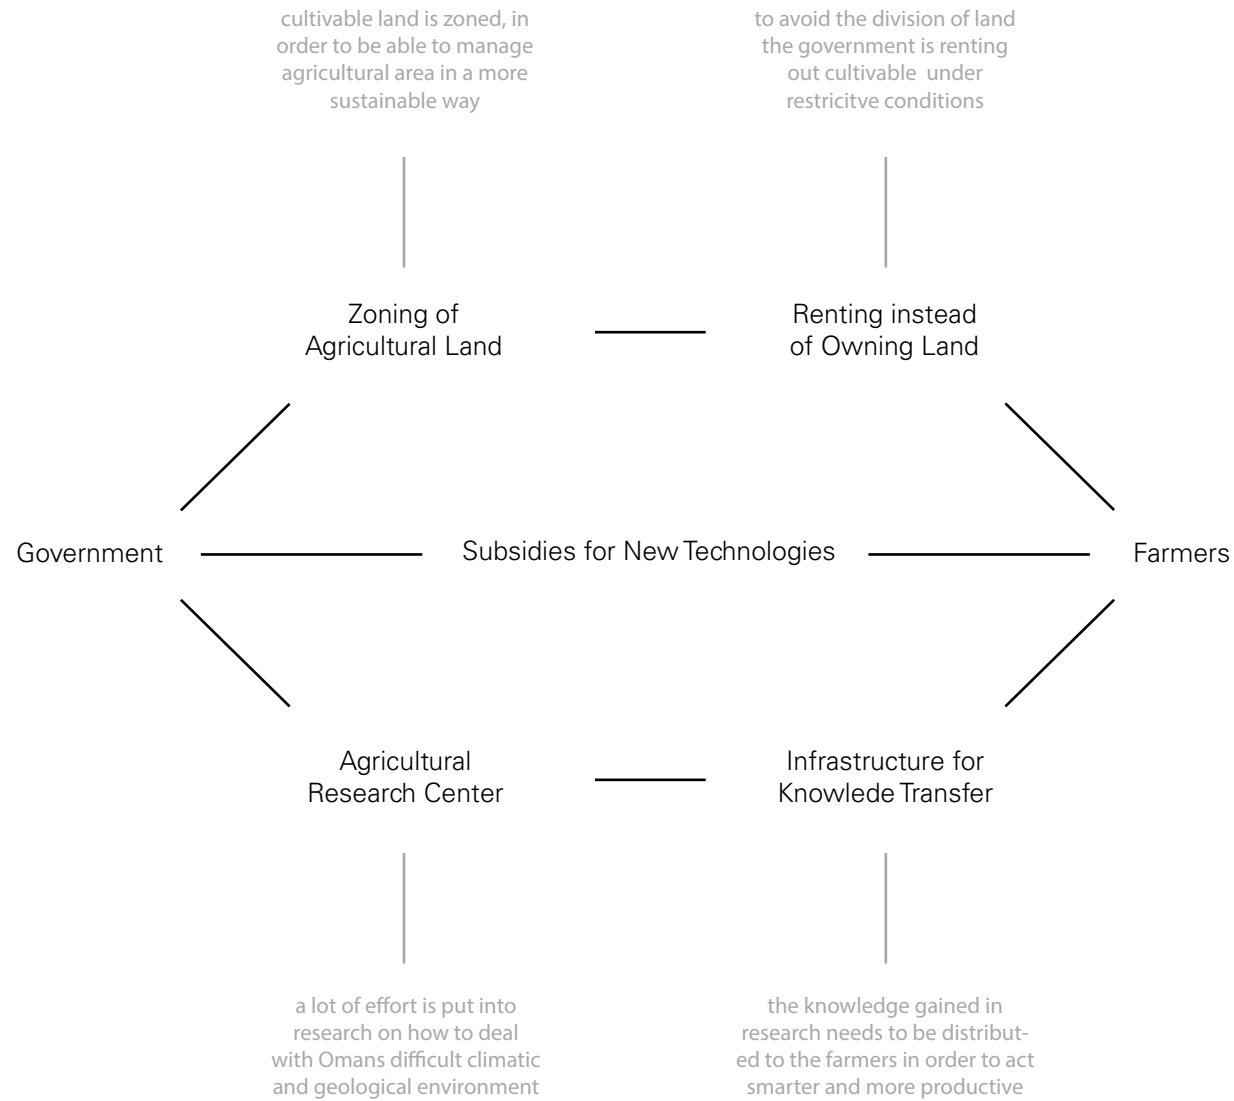 cultivable land is zoned, in
order to be able to manage
agricultural area in a more
sustainable way
to avoid the division of land
the government is renting
out cultivable under
restricitve conditions
Zoning of
Agricultural Land
Renting instead
of Owning Land
Government
Subsidies for New Technologies
Farmers
Agricultural
Research Center
Infrastructure for
Knowlede Transfer
a lot of effort is put into
research on how to deal
with Omans difficult climatic
and geological environment
the knowledge gained in
research needs to be distribut-
ed to the farmers in order to act
smarter and more productive